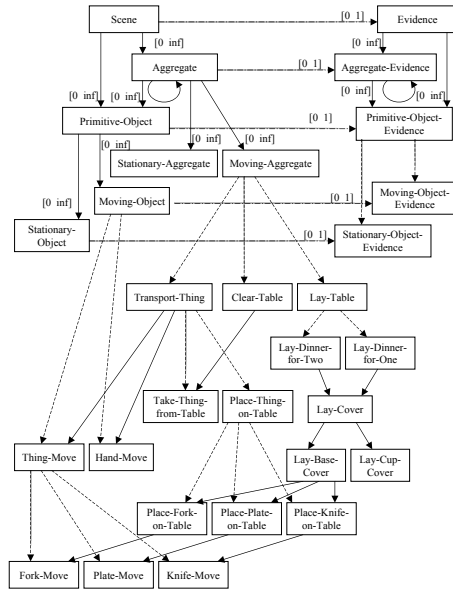 Scene
[0 1]
Evidence
[0 inf]
[0 inf]
Aggregate
[0 1]
Aggregate-Evidence
[0 inf]
[0 inf]
[0 inf]
[0 inf]
Primitive-Object
[0 1]
Primitive-Object-
Evidence
[0 inf]
[0 inf]
Stationary-Aggregate
Moving-Aggregate
Moving-Object
[0 1]
Moving-Object-
Evidence
[0 inf]
Stationary-
Object
[0 1]
Stationary-Object-
Evidence
Transport-Thing
Clear-Table
Lay-Table
Lay-Dinner-
for-Two
Lay-Dinner-
for-One
Take-Thing-
from-Table
Place-Thing-
on-Table
Lay-Cover
Thing-Move
Hand-Move
Lay-Base-
Cover
Lay-Cup-
Cover
Place-Fork-
on-Table
Place-Plate-
on-Table
Place-Knife-
on-Table
Fork-Move
Plate-Move
Knife-Move